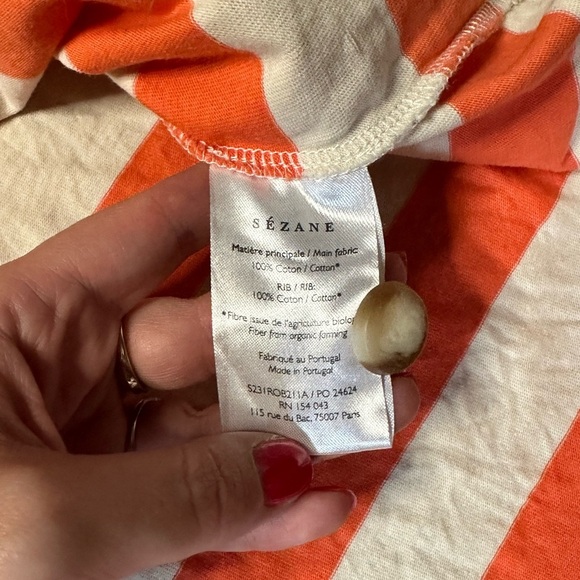 SÉZANE
Matière principale / Main fabric:
100% Coton / Cotton*
RIB / RIB:
100% Coton / Cotton*
*Fibre issue de l'agriculture
Fiber from organic farming
Fabriqué au Portugal
Made in Portugal
S231ROB211A / PO 24624
RN 154 043
115 rue du Bac, 75007 Paris